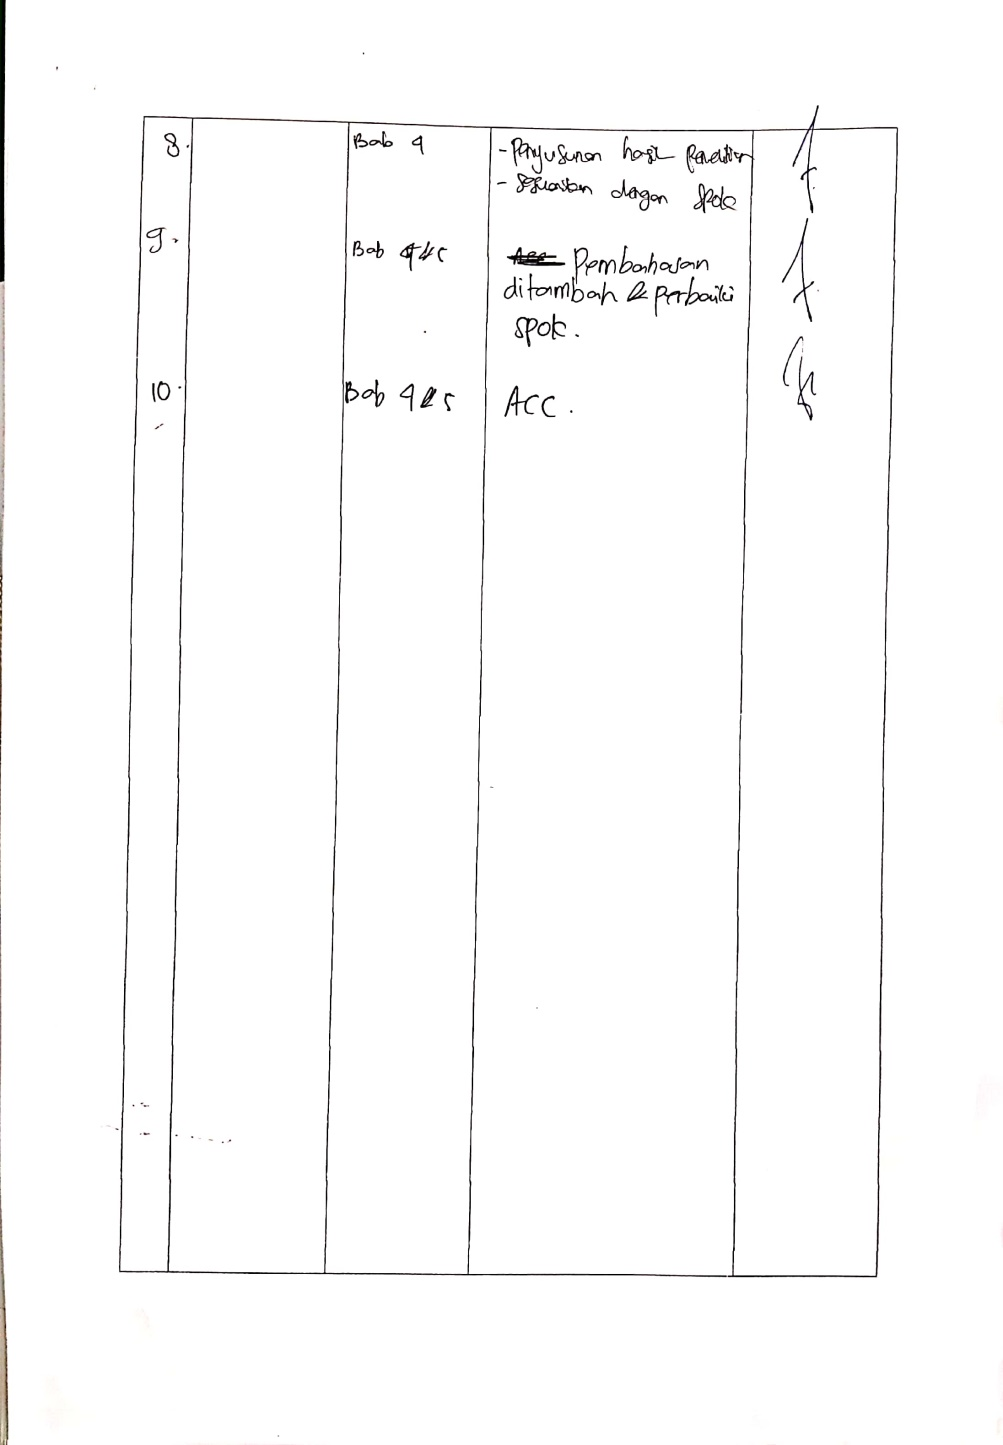 8. Bab 4 - Penyusunan hasil Penelitian
- Sesuaikan dengan Spok
9. Bab 4 & 5 Acc Pembahasan
ditambah & perbaiki
spok.
10. Bab 4 & 5 ACC.